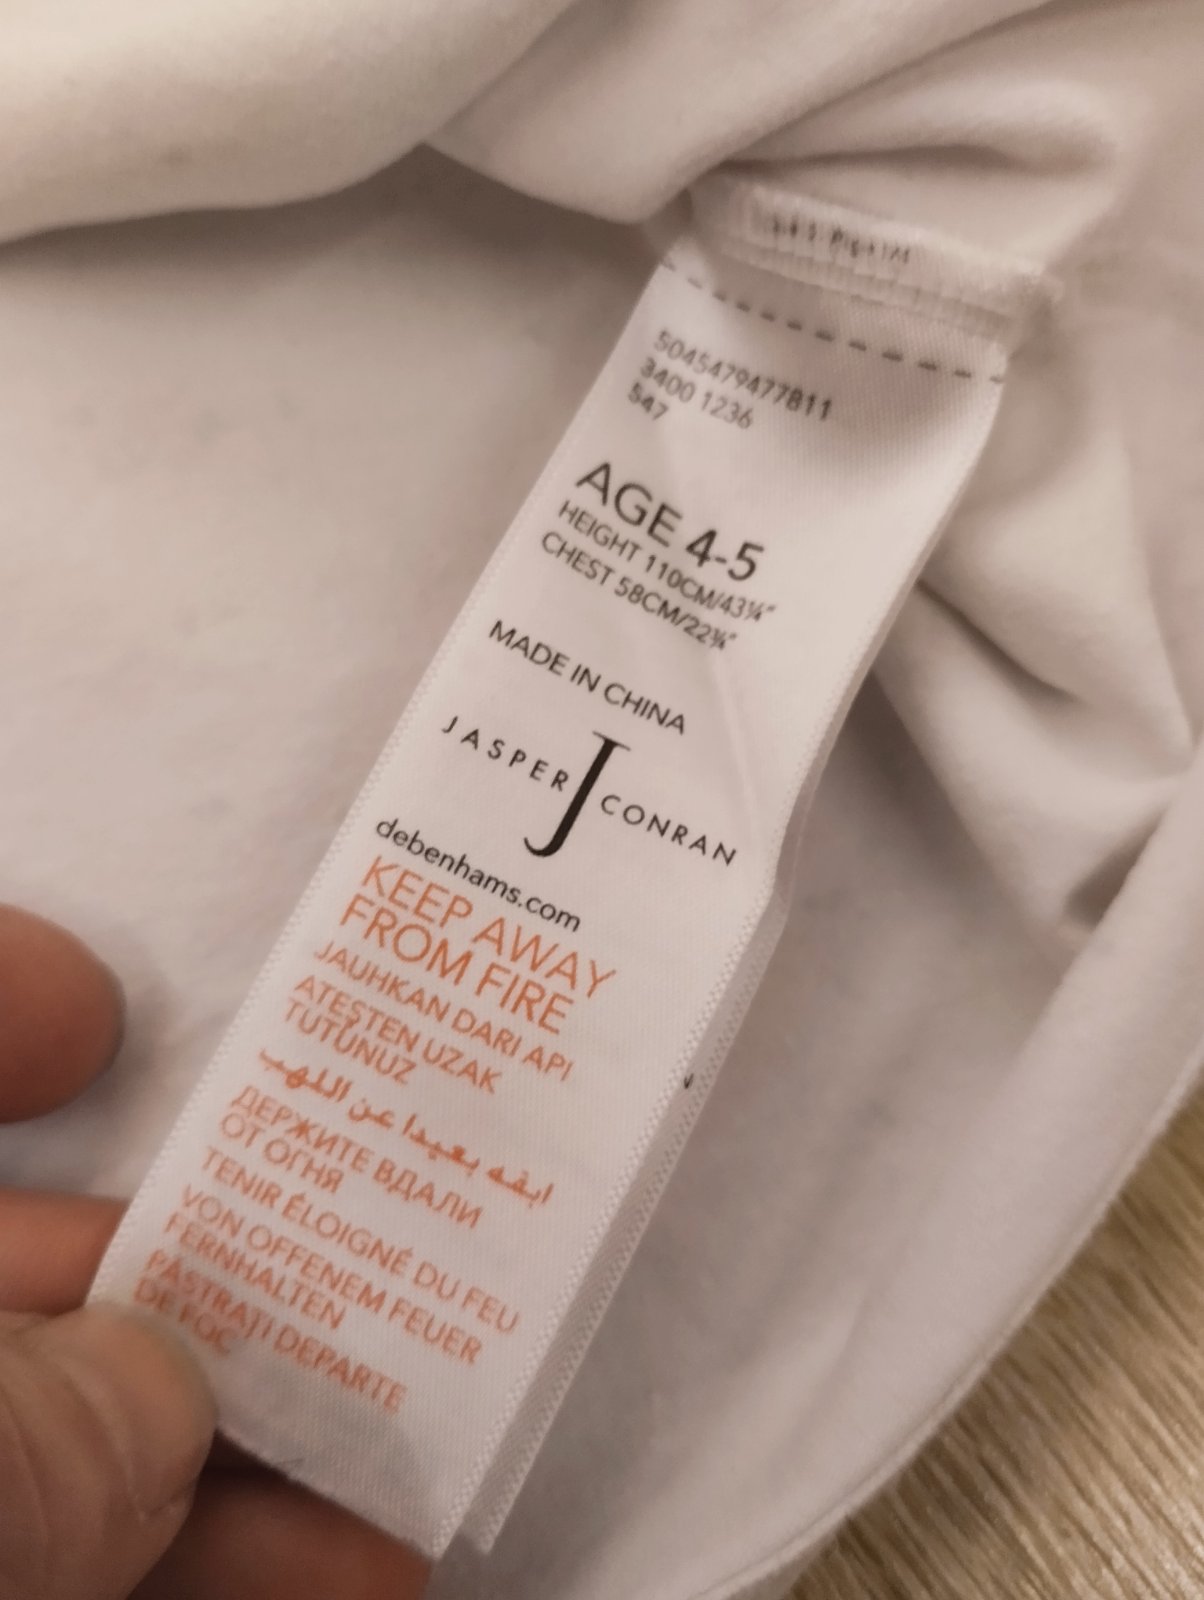 5045479477811
3400 1236
547
AGE 4-5
HEIGHT 110CM/43¼"
CHEST 58CM/22¾"
MADE IN CHINA
JASPER J CONRAN
debenhams.com
KEEP AWAY
FROM FIRE
JAUHKAN DARI API
ATEŞTEN UZAK
TUTUNUZ
ابقه بعيدا عن اللهب
ДЕРЖИТЕ ВДАЛИ
ОТ ОГНЯ
TENIR ÉLOIGNÉ DU FEU
VON OFFENEM FEUER
FERNHALTEN
PĂSTRAȚI DEPARTE
DE FOC